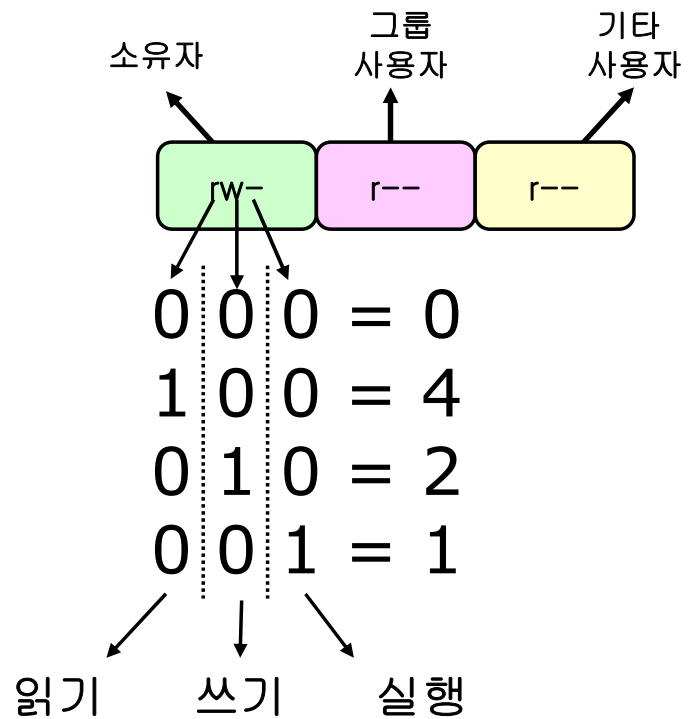 소유자
그룹
사용자
기타
사용자
rw-
r--
r--
0 0 0 = 0
1 0 0 = 4
0 1 0 = 2
0 0 1 = 1
읽기
쓰기
실행